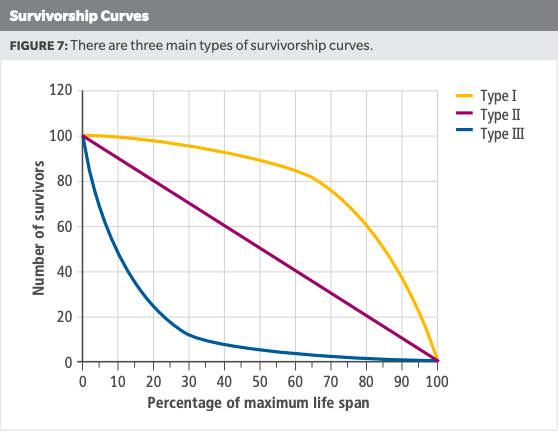 Survivorship Curves
FIGURE 7: There are three main types of survivorship curves.
120
100
80
60
40
20
0
Number of survivors
0 10 20 30 40 50 60 70 80 90 100
Percentage of maximum life span
Type I
Type II
Type III